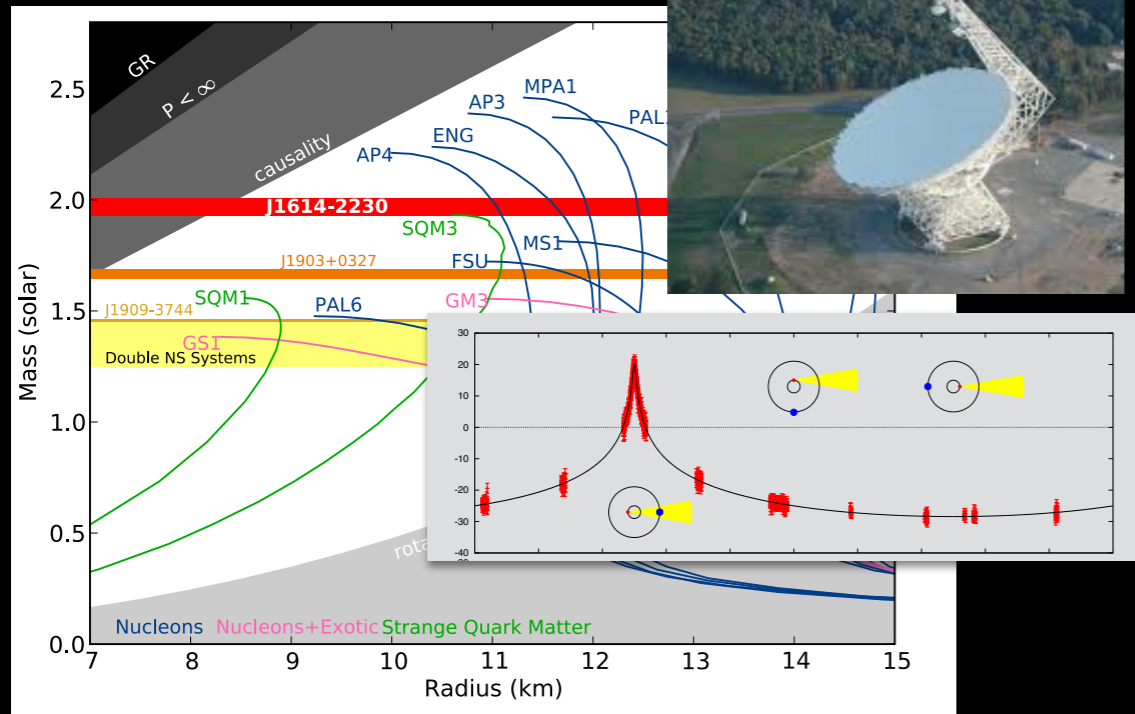 GR
P < ∞
causality
2.5
MPA1
AP3
ENG
AP4
2.0
J1614-2230
SQM3
MS1
FSU
J1903+0327
SQM1
PAL6
GM3
1.5
J1909-3744
GS1
Double NS Systems
Mass (solar)
1.0
0.5
0.0
Nucleons Nucleons+Exotic Strange Quark Matter
7 8 9 10 11 12 13 14 15
Radius (km)
30
20
10
0
-10
-20
-30
-40